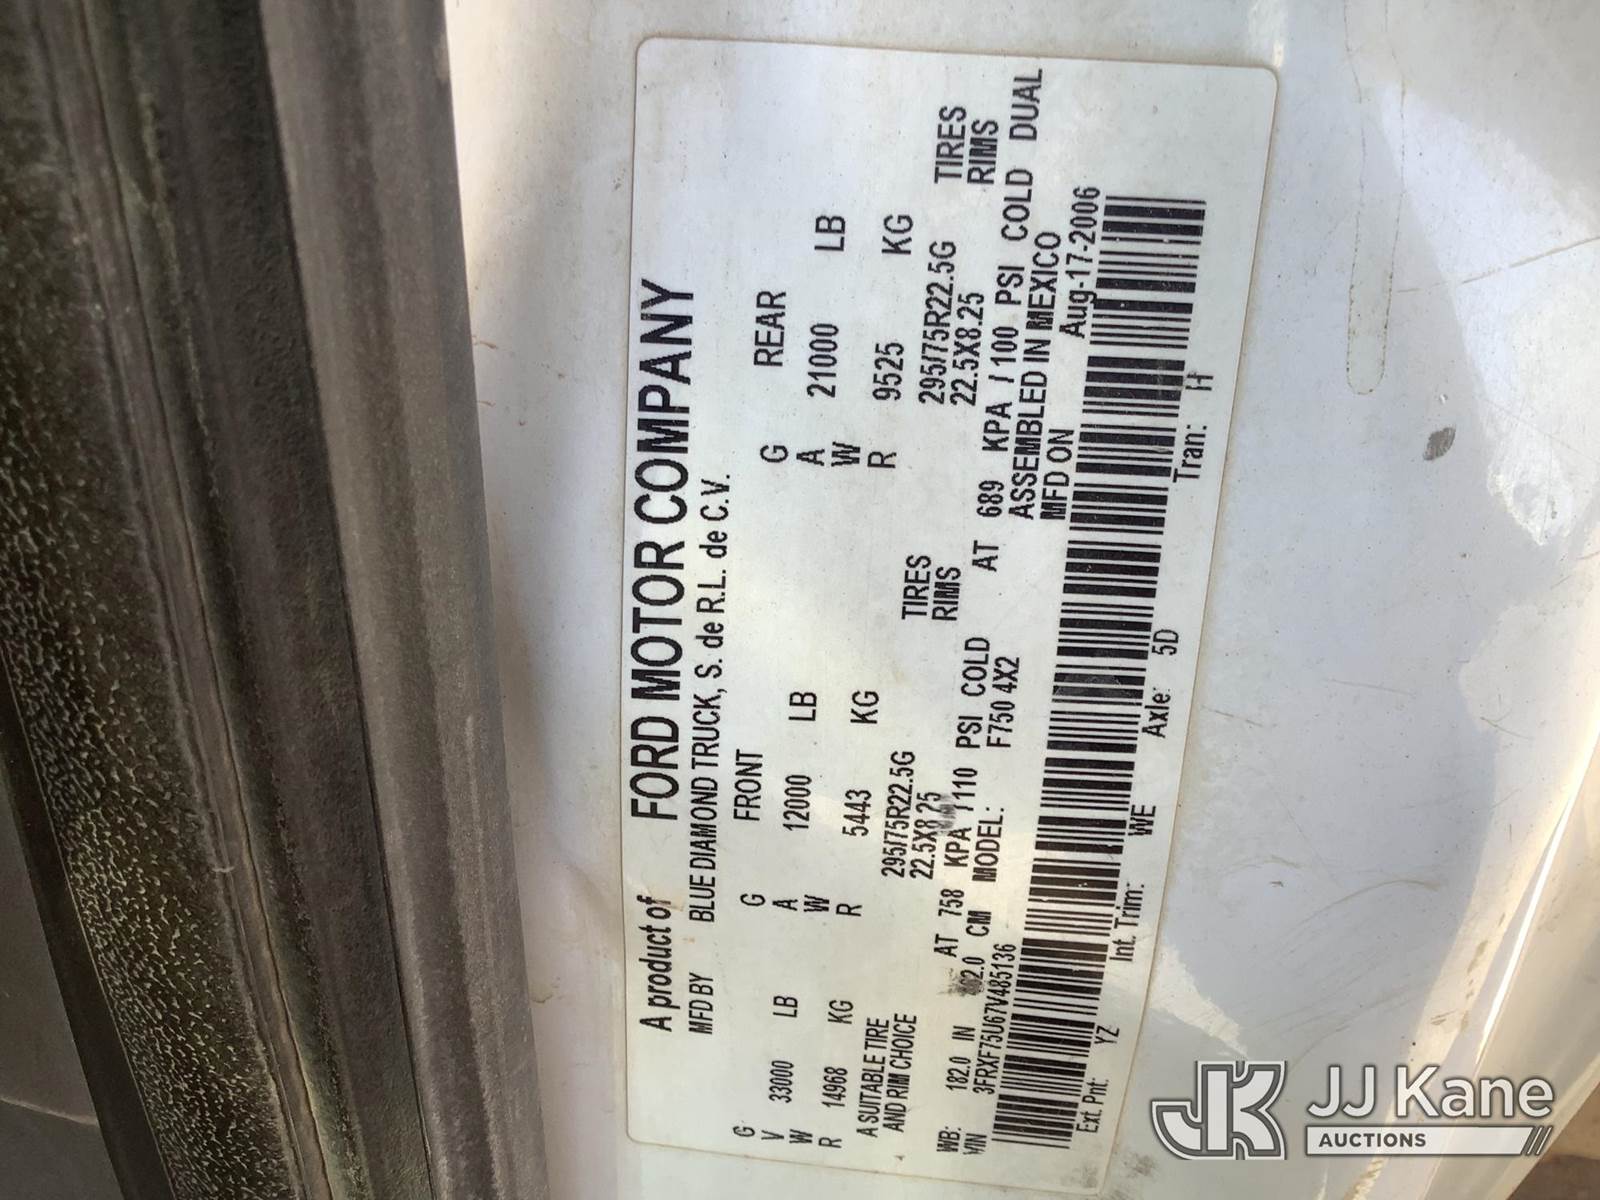 A product of FORD MOTOR COMPANY
MFD BY BLUE DIAMOND TRUCK, S. de R.L. de C.V.
G V W R 33000 LB 14968 KG
G A W R FRONT 12000 LB 5443 KG
G A W R REAR 21000 LB 9525 KG
A SUITABLE TIRE AND RIM CHOICE
295/75R22.5G TIRES 295/75R22.5G TIRES
22.5X8.25 RIMS 22.5X8.25 RIMS
AT 758 KPA / 110 PSI COLD AT 689 KPA / 100 PSI COLD DUAL
WB: 182.0 IN CM MODEL: F750 4X2 ASSEMBLED IN MEXICO
VIN 3FRXF75U67V485136 MFD ON Aug-17-2006
Ext. Pnt: YZ Int. Trim: WE Axle: 5D Tran: H
JK JJ Kane
AUCTIONS